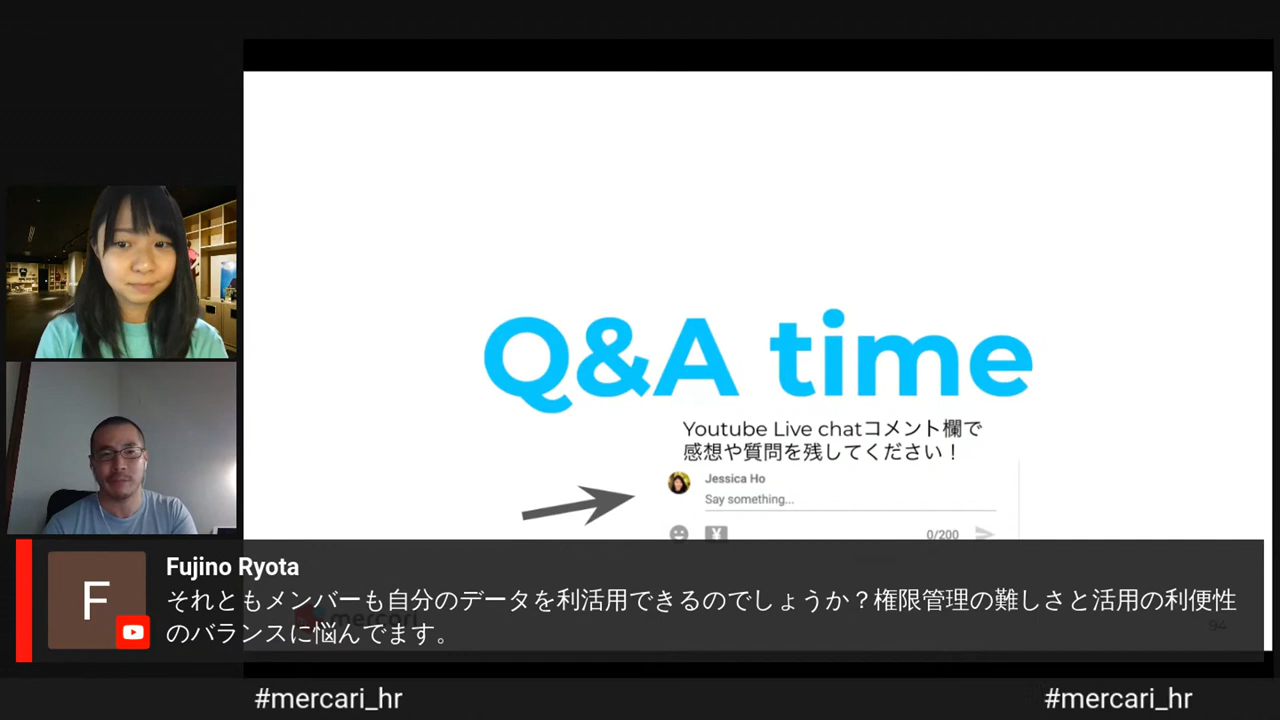 Q&A time
Youtube Live chatコメント欄で
感想や質問を残してください！
Jessica Ho
Say something...
0/200
F
Fujino Ryota
それともメンバーも自分のデータを利活用できるのでしょうか？権限管理の難しさと活用の利便性
のバランスに悩んでます。
mercari
94
#mercari_hr
#mercari_hr